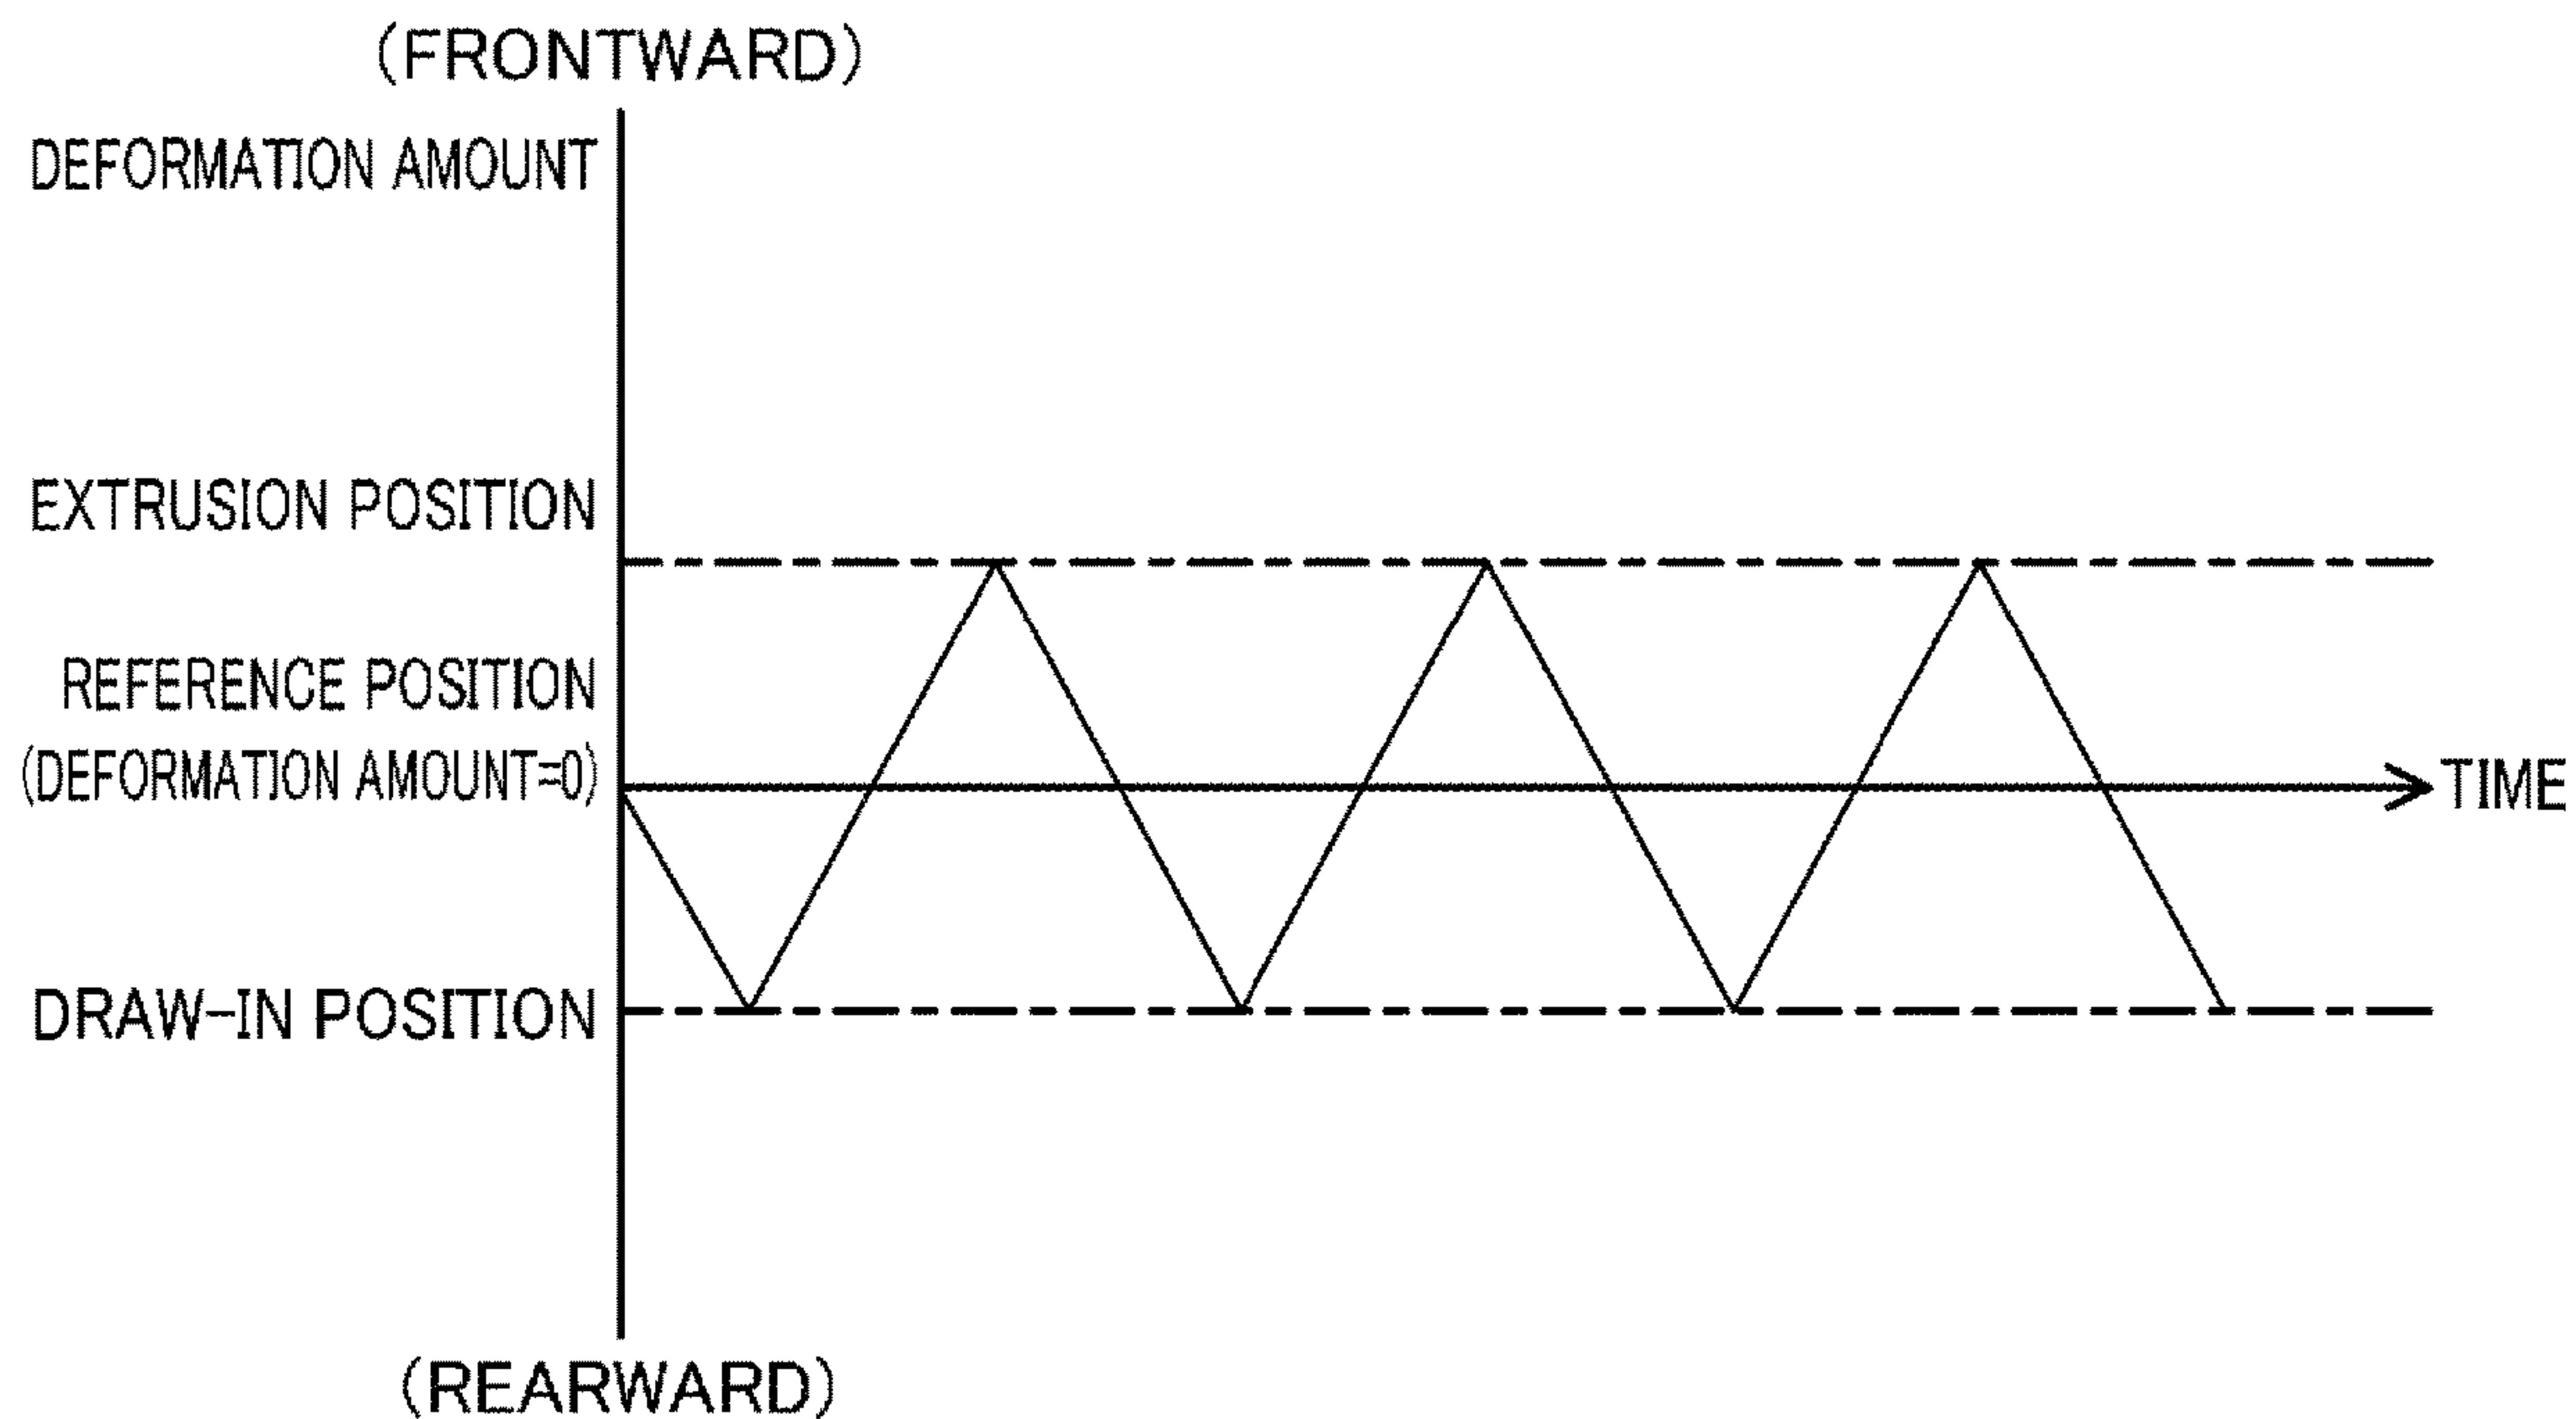 (FRONTWARD)
DEFORMATION AMOUNT
EXTRUSION POSITION
REFERENCE POSITION
(DEFORMATION AMOUNT=0)
TIME
DRAW-IN POSITION
(REARWARD)